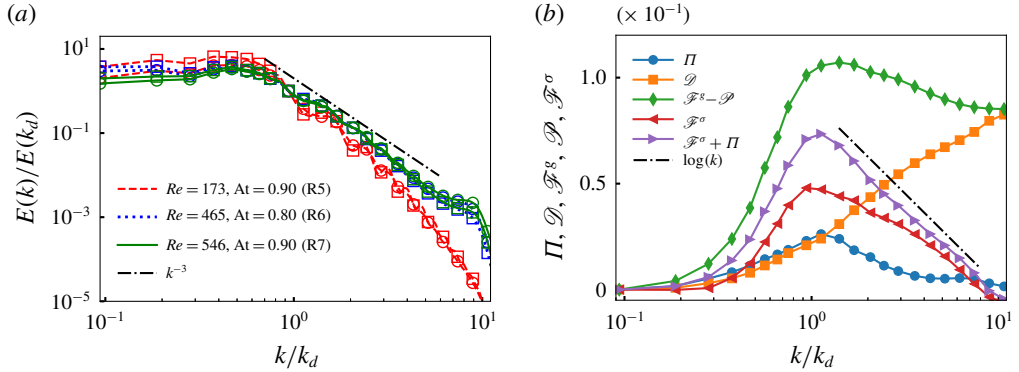 (a)
10¹
10⁻¹
10⁻³
10⁻⁵
E(k)/E(k_d)
Re = 173, At = 0.90 (R5)
Re = 465, At = 0.80 (R6)
Re = 546, At = 0.90 (R7)
k⁻³
10⁻¹
10⁰
10¹
k/k_d
(b)
(× 10⁻¹)
1.0
0.5
0
Π, 𝒟, ℱᵍ, 𝒫, ℱ^σ
Π
𝒟
ℱᵍ − 𝒫
ℱ^σ
ℱ^σ + Π
log(k)
10⁻¹
10⁰
10¹
k/k_d